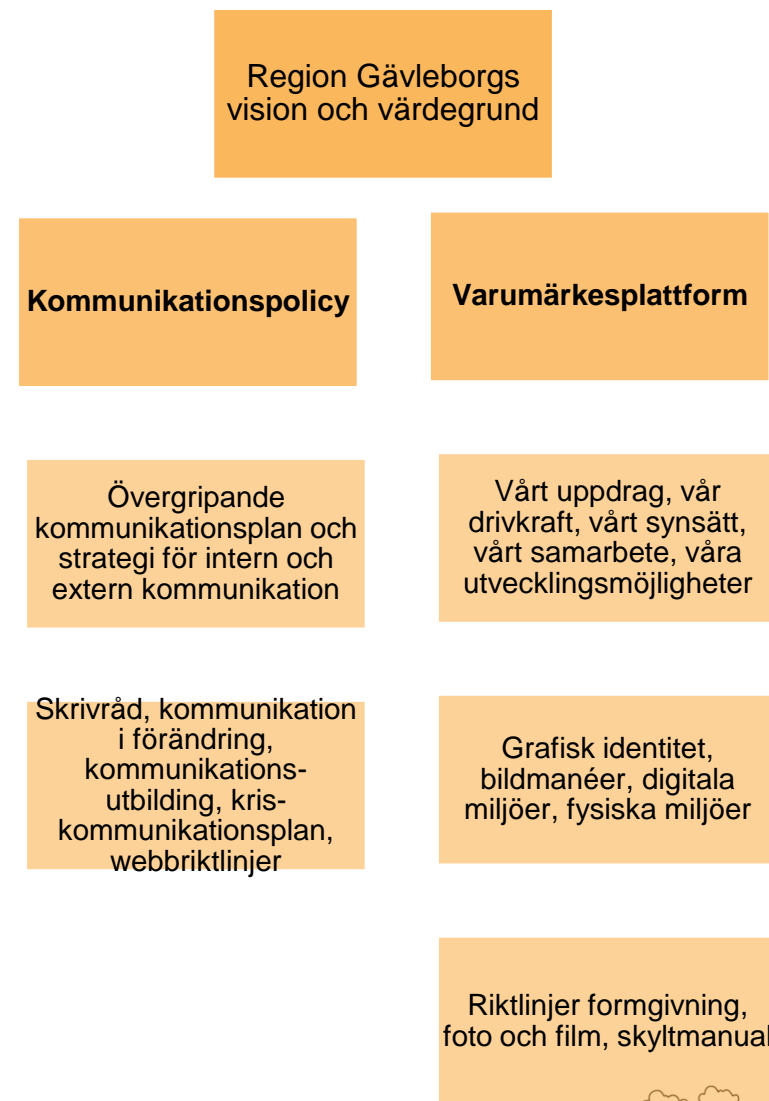 Region Gävleborgs
vision och värdegrund
Kommunikationspolicy
Varumärkesplattform
Övergripande
kommunikationsplan och
strategi för intern och
extern kommunikation
Vårt uppdrag, vår
drivkraft, vårt synsätt,
vårt samarbete, våra
utvecklingsmöjligheter
Skrivråd, kommunikation
i förändring,
kommunikations-
utbildning, kris-
kommunikationsplan,
webbriktlinjer
Grafisk identitet,
bildmanéer, digitala
miljöer, fysiska miljöer
Riktlinjer formgivning,
foto och film, skyltmanual